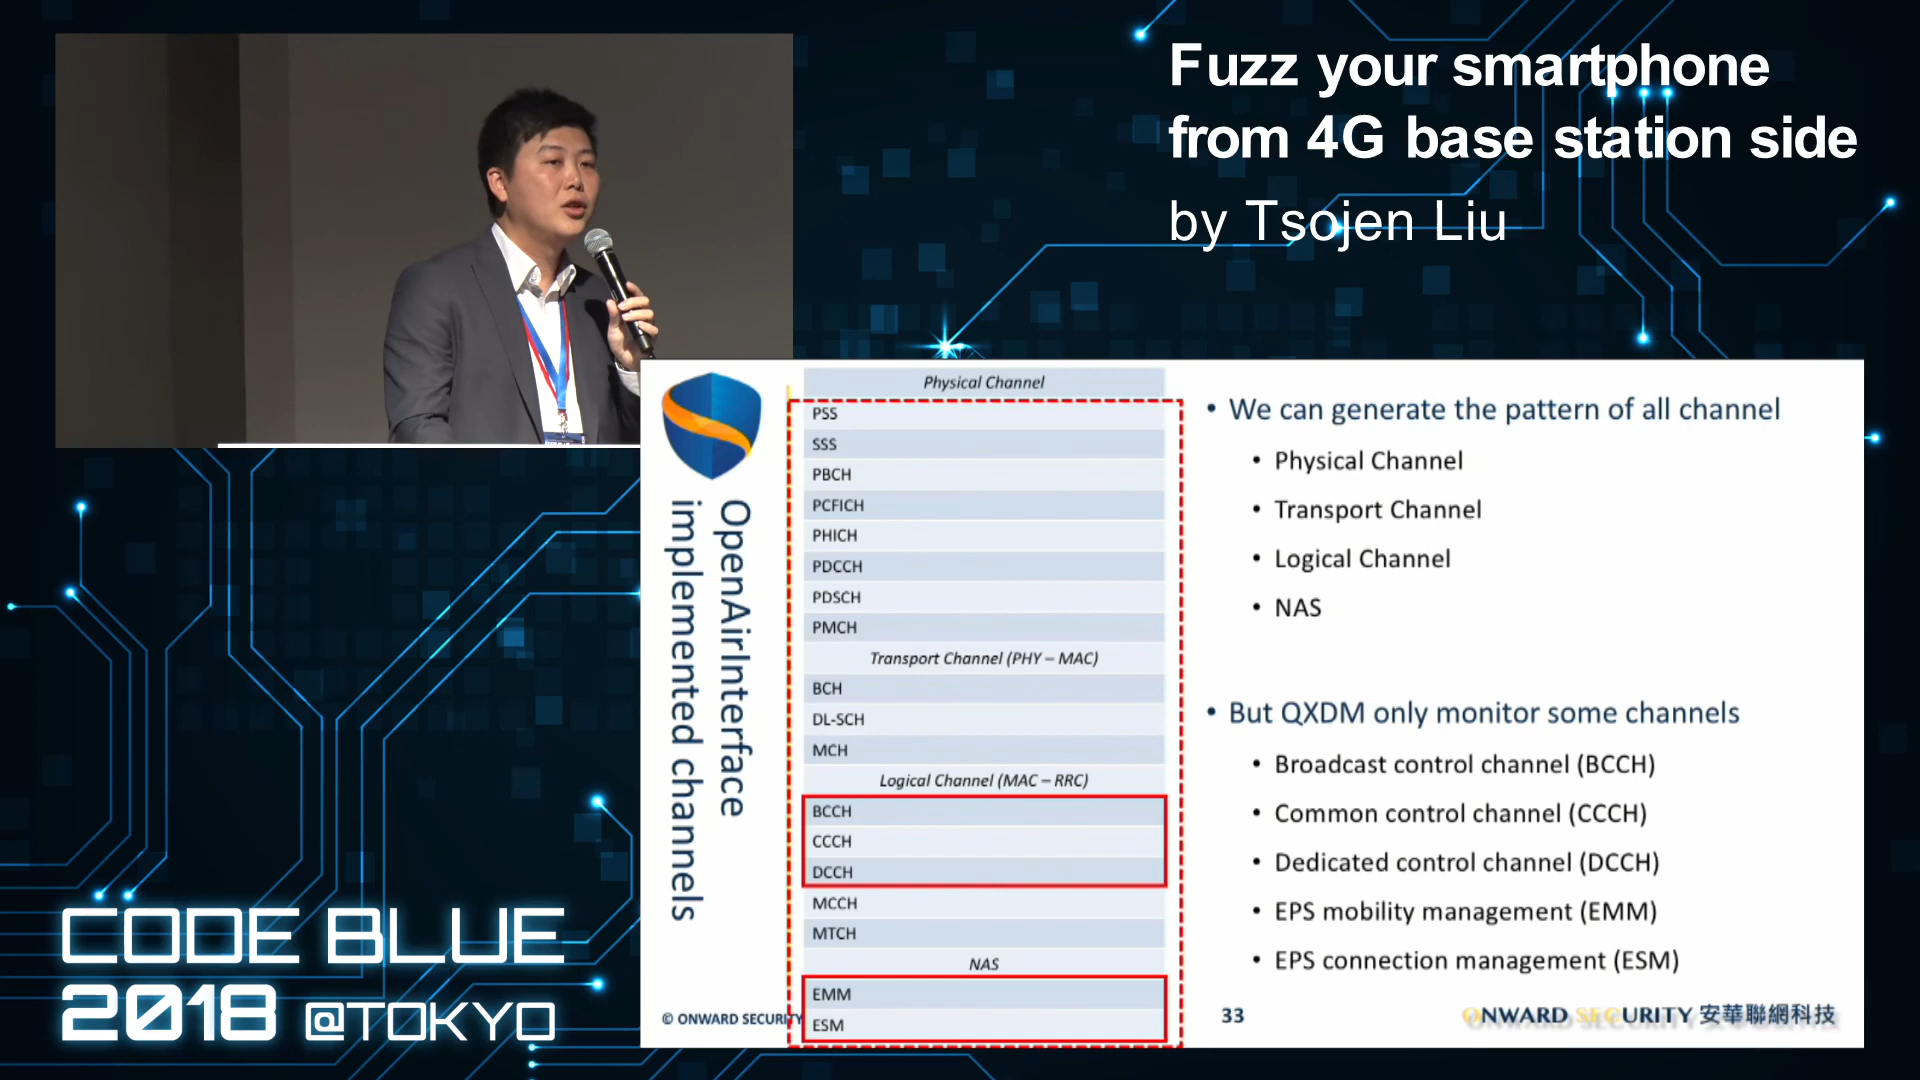 Fuzz your smartphone
from 4G base station side
by Tsojen Liu
OpenAirInterface
implemented channels
Physical Channel
PSS
SSS
PBCH
PCFICH
PHICH
PDCCH
PDSCH
PMCH
Transport Channel (PHY – MAC)
BCH
DL-SCH
MCH
Logical Channel (MAC – RRC)
BCCH
CCCH
DCCH
MCCH
MTCH
NAS
EMM
ESM
• We can generate the pattern of all channel
• Physical Channel
• Transport Channel
• Logical Channel
• NAS
• But QXDM only monitor some channels
• Broadcast control channel (BCCH)
• Common control channel (CCCH)
• Dedicated control channel (DCCH)
• EPS mobility management (EMM)
• EPS connection management (ESM)
© ONWARD SECURITY
33
ONWARD SECURITY 安華聯網科技
CODE BLUE
2018 @TOKYO